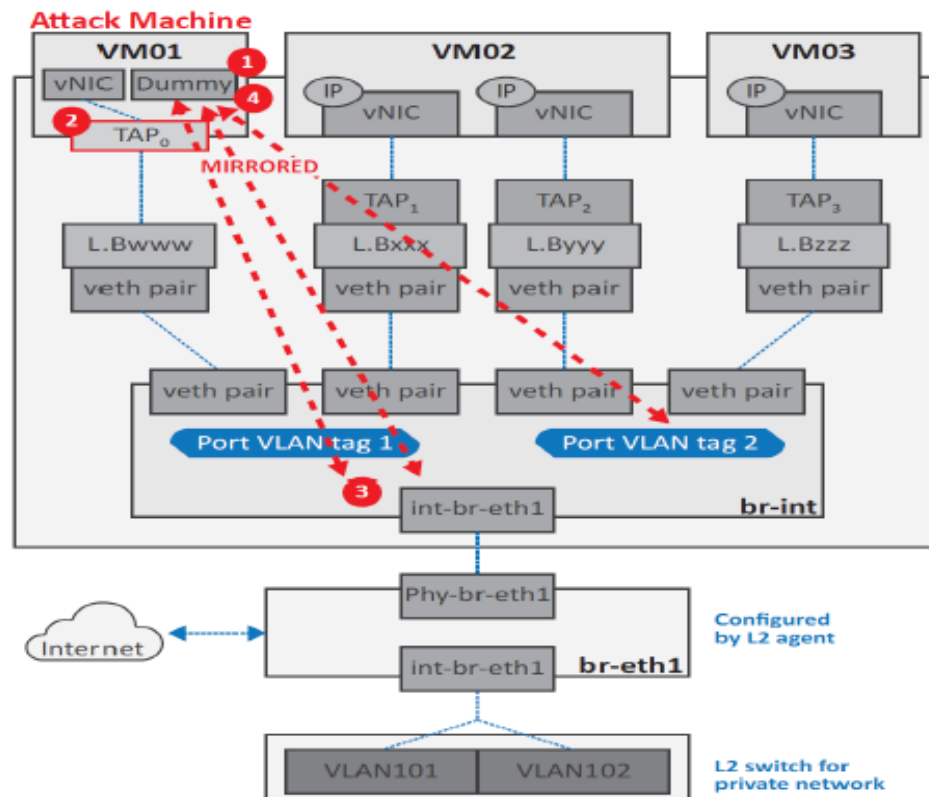 Attack Machine
VM01
VM02
VM03
vNIC
Dummy
1
4
IP
vNIC
IP
vNIC
IP
vNIC
2
TAP0
MIRRORED
TAP1
TAP2
TAP3
L.Bwww
L.Bxxx
L.Byyy
L.Bzzz
veth pair
veth pair
veth pair
veth pair
veth pair
veth pair
veth pair
veth pair
Port VLAN tag 1
Port VLAN tag 2
3
int-br-eth1
br-int
Phy-br-eth1
Internet
Configured
by L2 agent
int-br-eth1
br-eth1
VLAN101
VLAN102
L2 switch for
private network